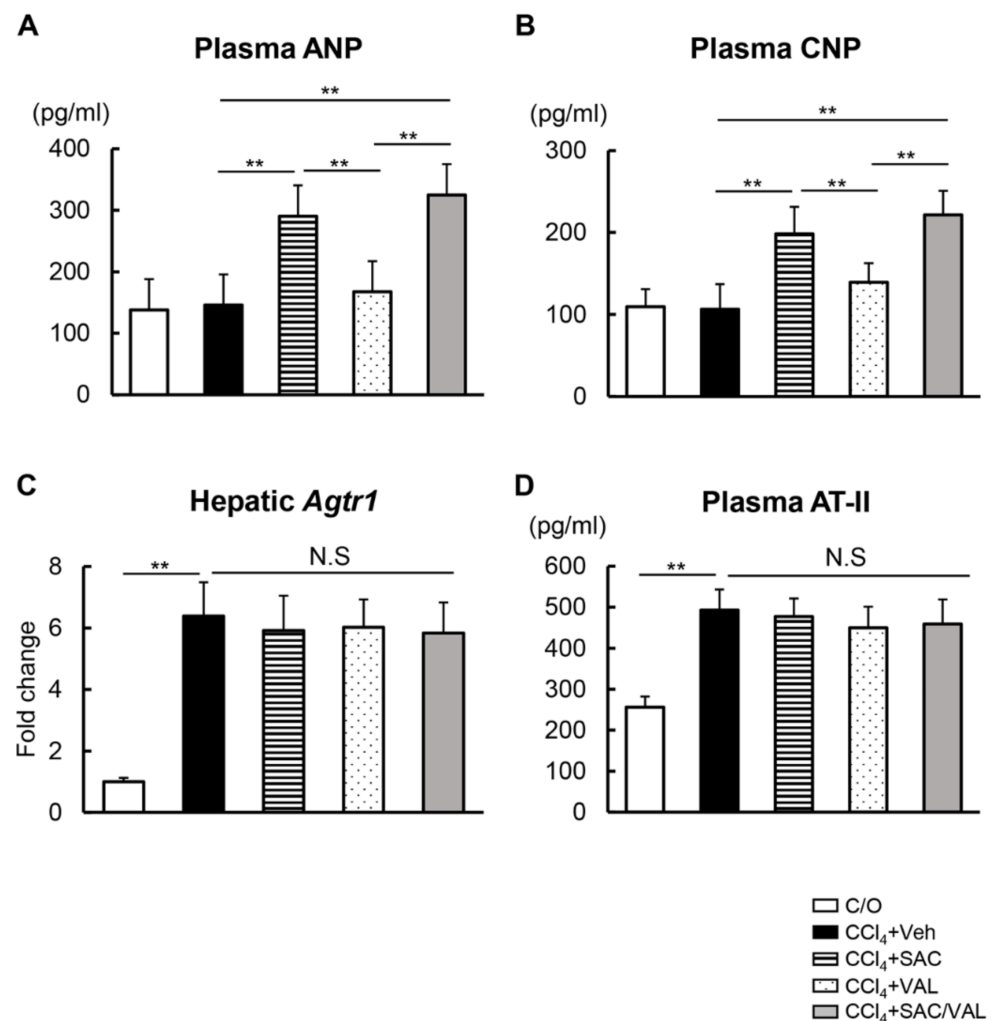 A
Plasma ANP
(pg/ml)
**
**
**
**
400
300
200
100
0
B
Plasma CNP
(pg/ml)
**
**
**
**
300
200
100
0
C
Hepatic Agtr1
Fold change
**
N.S
8
6
4
2
0
D
Plasma AT-II
(pg/ml)
**
N.S
600
500
400
300
200
100
0
C/O
CCl₄+Veh
CCl₄+SAC
CCl₄+VAL
CCl₄+SAC/VAL